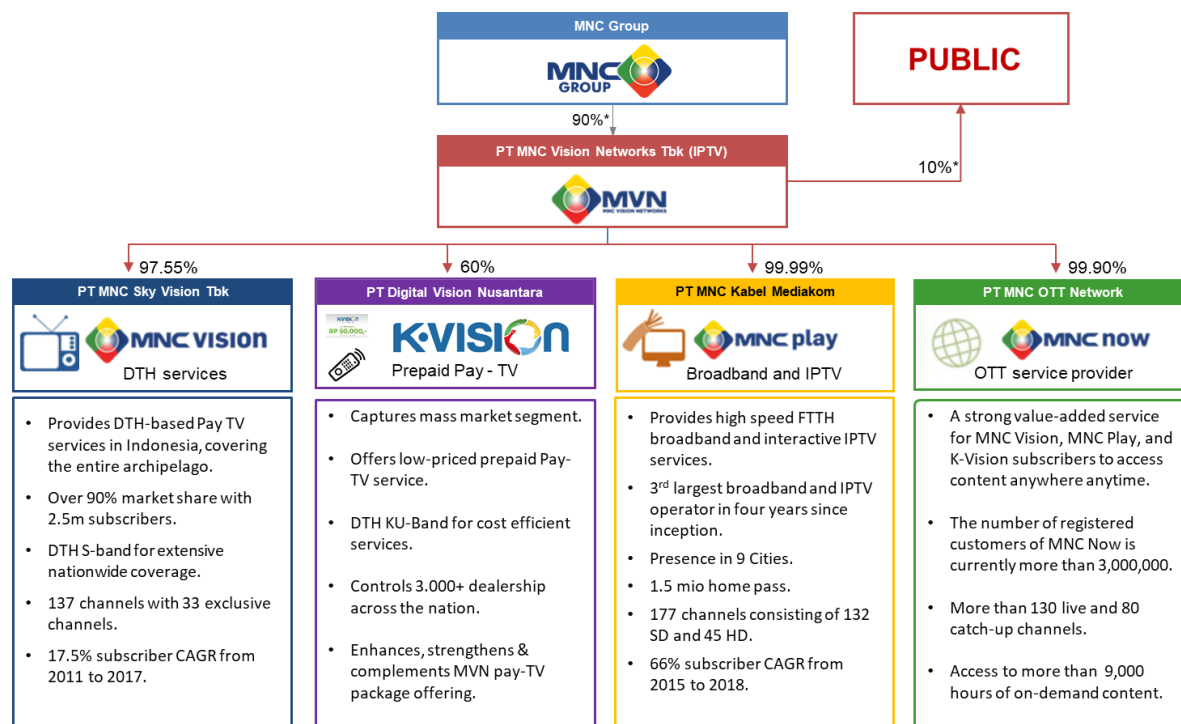 MNC Group
MNC
GROUP
PUBLIC
90%*
PT MNC Vision Networks Tbk (IPTV)
MVN
MNC VISION NETWORKS
10%*
97.55%
60%
99.99%
99.90%
PT MNC Sky Vision Tbk
MNC VISION
DTH services
• Provides DTH-based Pay TV
services in Indonesia, covering
the entire archipelago.
• Over 90% market share with
2.5m subscribers.
• DTH S-band for extensive
nationwide coverage.
• 137 channels with 33 exclusive
channels.
• 17.5% subscriber CAGR from
2011 to 2017.
PT Digital Vision Nusantara
K-VISION
RP 50.000,-
K-VISION
Prepaid Pay - TV
• Captures mass market segment.
• Offers low-priced prepaid Pay-
TV service.
• DTH KU-Band for cost efficient
services.
• Controls 3.000+ dealership
across the nation.
• Enhances, strengthens &
complements MVN pay-TV
package offering.
PT MNC Kabel Mediakom
MNC play
Broadband and IPTV
• Provides high speed FTTH
broadband and interactive IPTV
services.
• 3rd largest broadband and IPTV
operator in four years since
inception.
• Presence in 9 Cities.
• 1.5 mio home pass.
• 177 channels consisting of 132
SD and 45 HD.
• 66% subscriber CAGR from
2015 to 2018.
PT MNC OTT Network
MNC now
OTT service provider
• A strong value-added service
for MNC Vision, MNC Play, and
K-Vision subscribers to access
content anywhere anytime.
• The number of registered
customers of MNC Now is
currently more than 3,000,000.
• More than 130 live and 80
catch-up channels.
• Access to more than 9,000
hours of on-demand content.